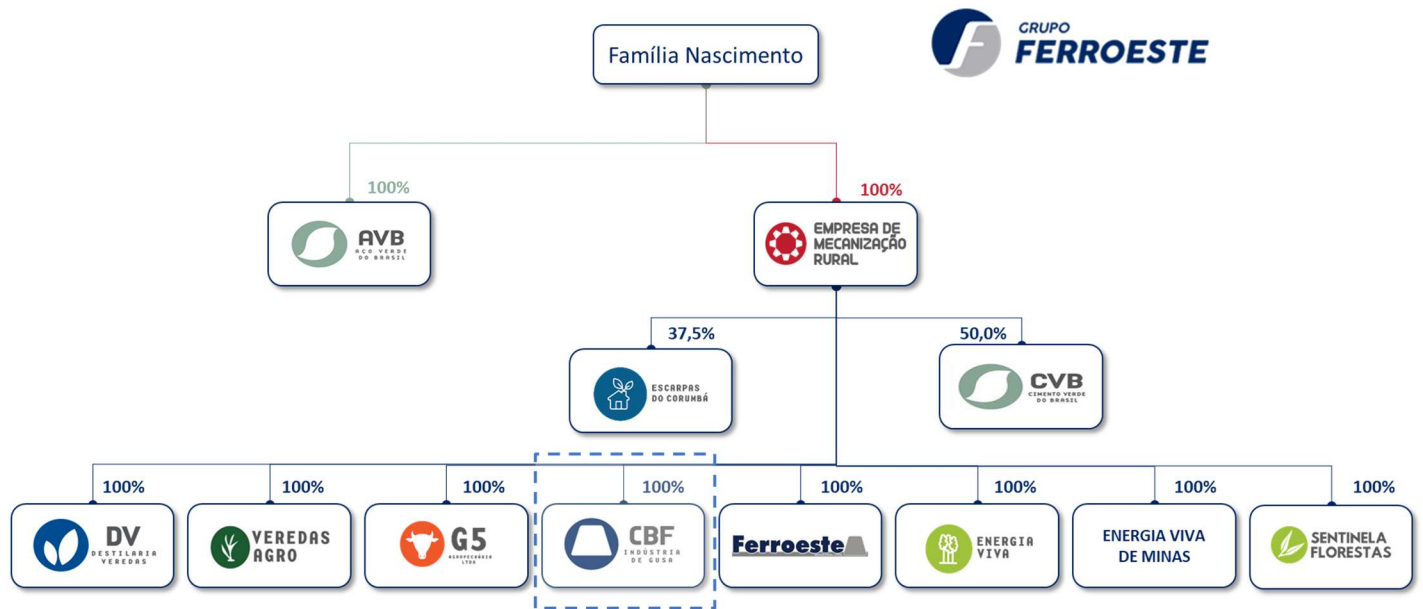 Família Nascimento
GRUPO
FERROESTE
100%
100%
AVB
AÇO VERDE
DO BRASIL
EMPRESA DE
MECANIZAÇÃO
RURAL
37,5%
50,0%
ESCARPAS
DO CORUMBÁ
CVB
CIMENTO VERDE
DO BRASIL
100%
100%
100%
100%
100%
100%
100%
100%
DV
DESTILARIA
VEREDAS
VEREDAS
AGRO
G5
AGROPECUÁRIA
LTDA
CBF
INDÚSTRIA
DE GUSA
Ferroeste
ENERGIA
VIVA
ENERGIA VIVA
DE MINAS
SENTINELA
FLORESTAS